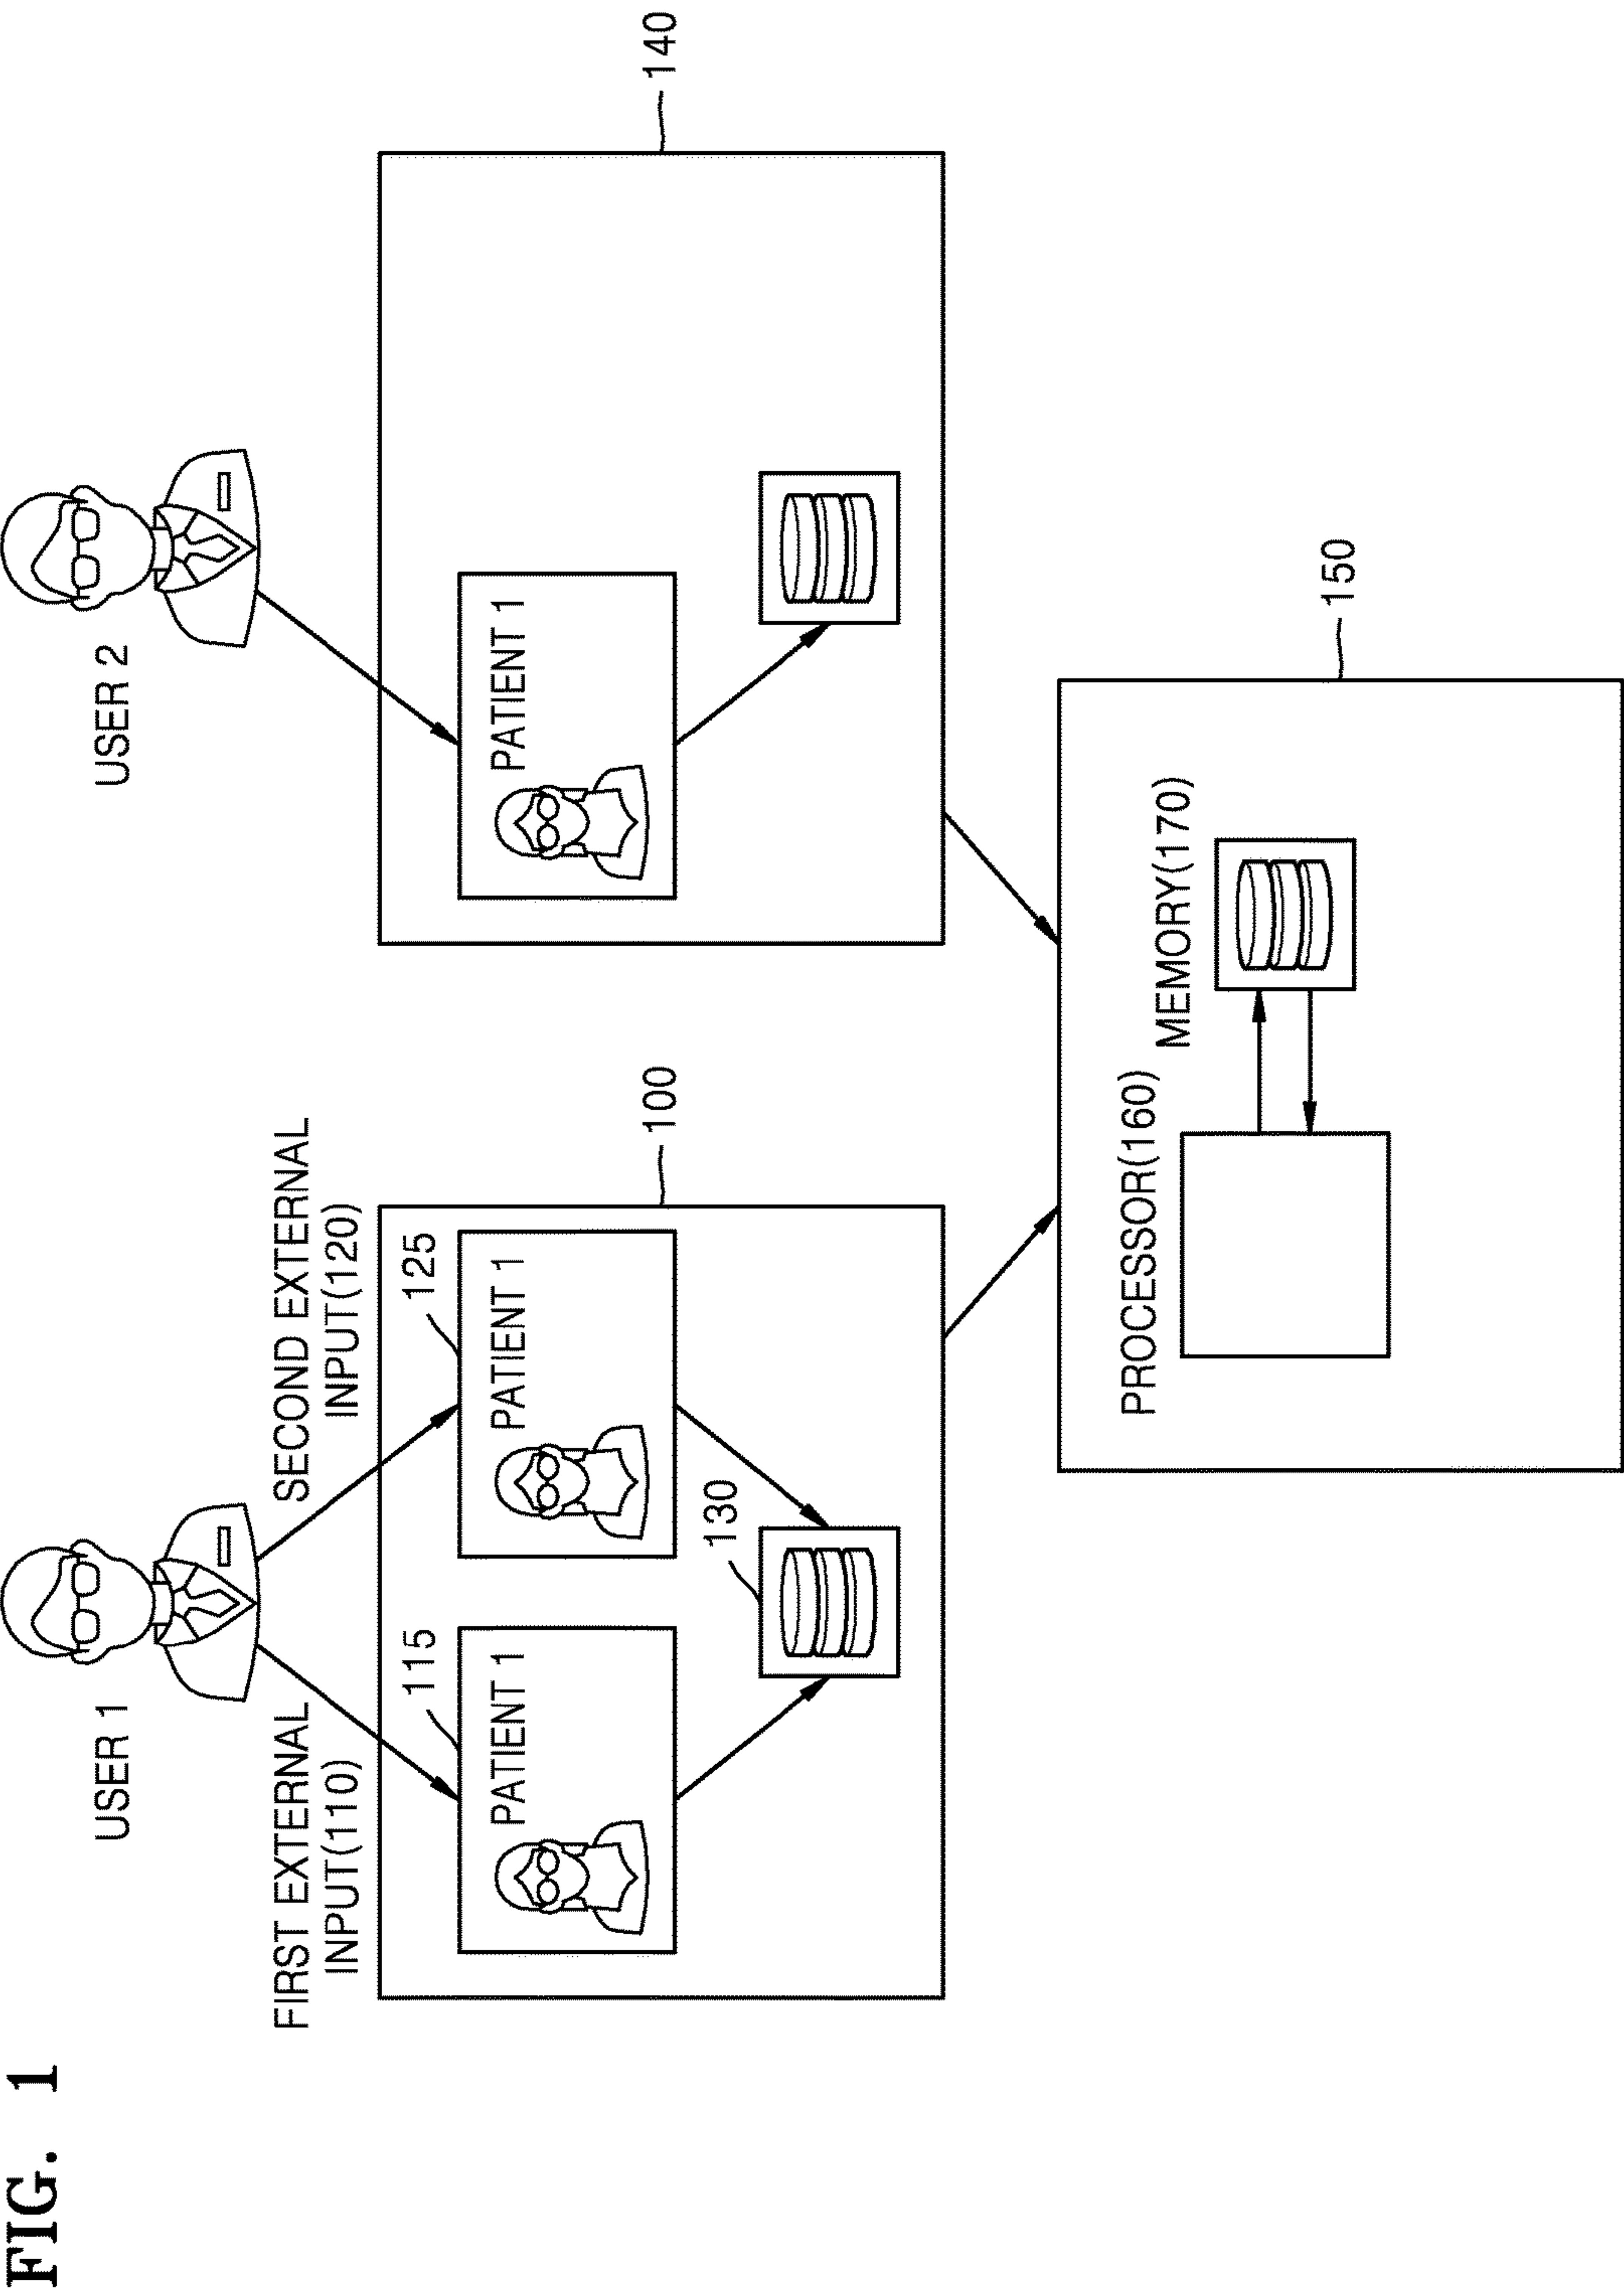 FIG. 1
USER 1
USER 2
FIRST EXTERNAL
INPUT(110)
SECOND EXTERNAL
INPUT(120)
115
125
100
140
PATIENT 1
PATIENT 1
PATIENT 1
130
PROCESSOR(160)
MEMORY(170)
150